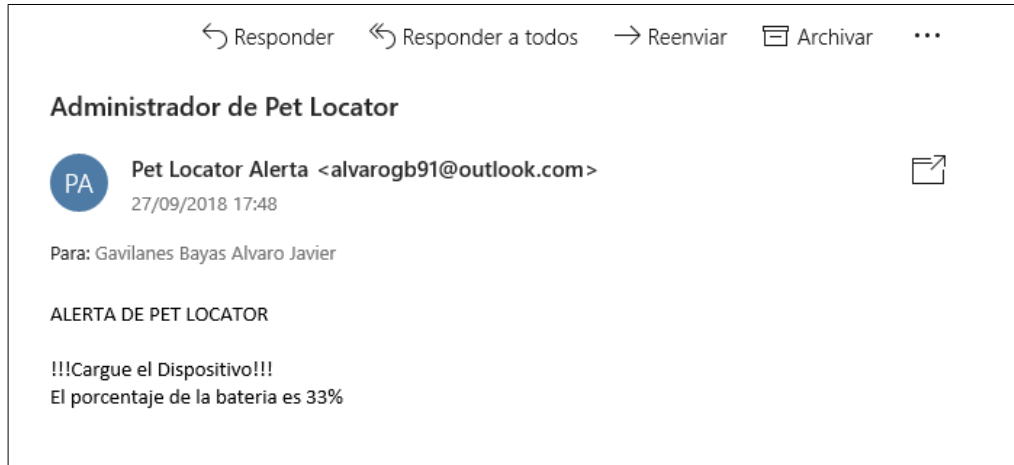 Responder Responder a todos Reenviar Archivar ...
Administrador de Pet Locator
PA
Pet Locator Alerta <alvarogb91@outlook.com>
27/09/2018 17:48
Para: Gavilanes Bayas Alvaro Javier
ALERTA DE PET LOCATOR
!!!Cargue el Dispositivo!!!
El porcentaje de la bateria es 33%